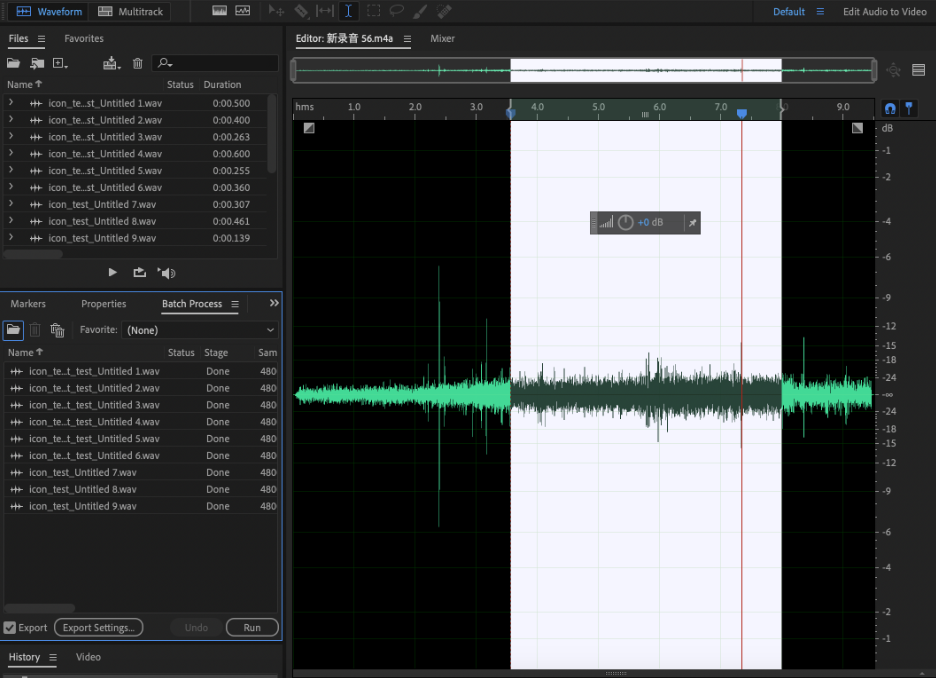 Waveform Multitrack Default Edit Audio to Video
Files Favorites
Name Status Duration
icon_te...st_Untitled 1.wav 0:00.500
icon_te...st_Untitled 2.wav 0:00.400
icon_te...st_Untitled 3.wav 0:00.263
icon_te...st_Untitled 4.wav 0:00.600
icon_te...st_Untitled 5.wav 0:00.255
icon_te...st_Untitled 6.wav 0:00.360
icon_test_Untitled 7.wav 0:00.307
icon_test_Untitled 8.wav 0:00.461
icon_test_Untitled 9.wav 0:00.139
Markers Properties Batch Process
Favorite: (None)
Name Status Stage Sam
icon_te...t_test_Untitled 1.wav Done 480
icon_te...t_test_Untitled 2.wav Done 480
icon_te...t_test_Untitled 3.wav Done 480
icon_te...t_test_Untitled 4.wav Done 480
icon_te...t_test_Untitled 5.wav Done 480
icon_te...t_test_Untitled 6.wav Done 480
icon_test_Untitled 7.wav Done 480
icon_test_Untitled 8.wav Done 480
icon_test_Untitled 9.wav Done 480
Export Export Settings... Undo Run
History Video
Editor: 新录音 56.m4a Mixer
hms 1.0 2.0 3.0 4.0 5.0 6.0 7.0 9.0
+0 dB
dB
-1
-2
-4
-6
-9
-12
-15
-18
-24
-∞
-24
-18
-15
-12
-9
-6
-4
-2
-1